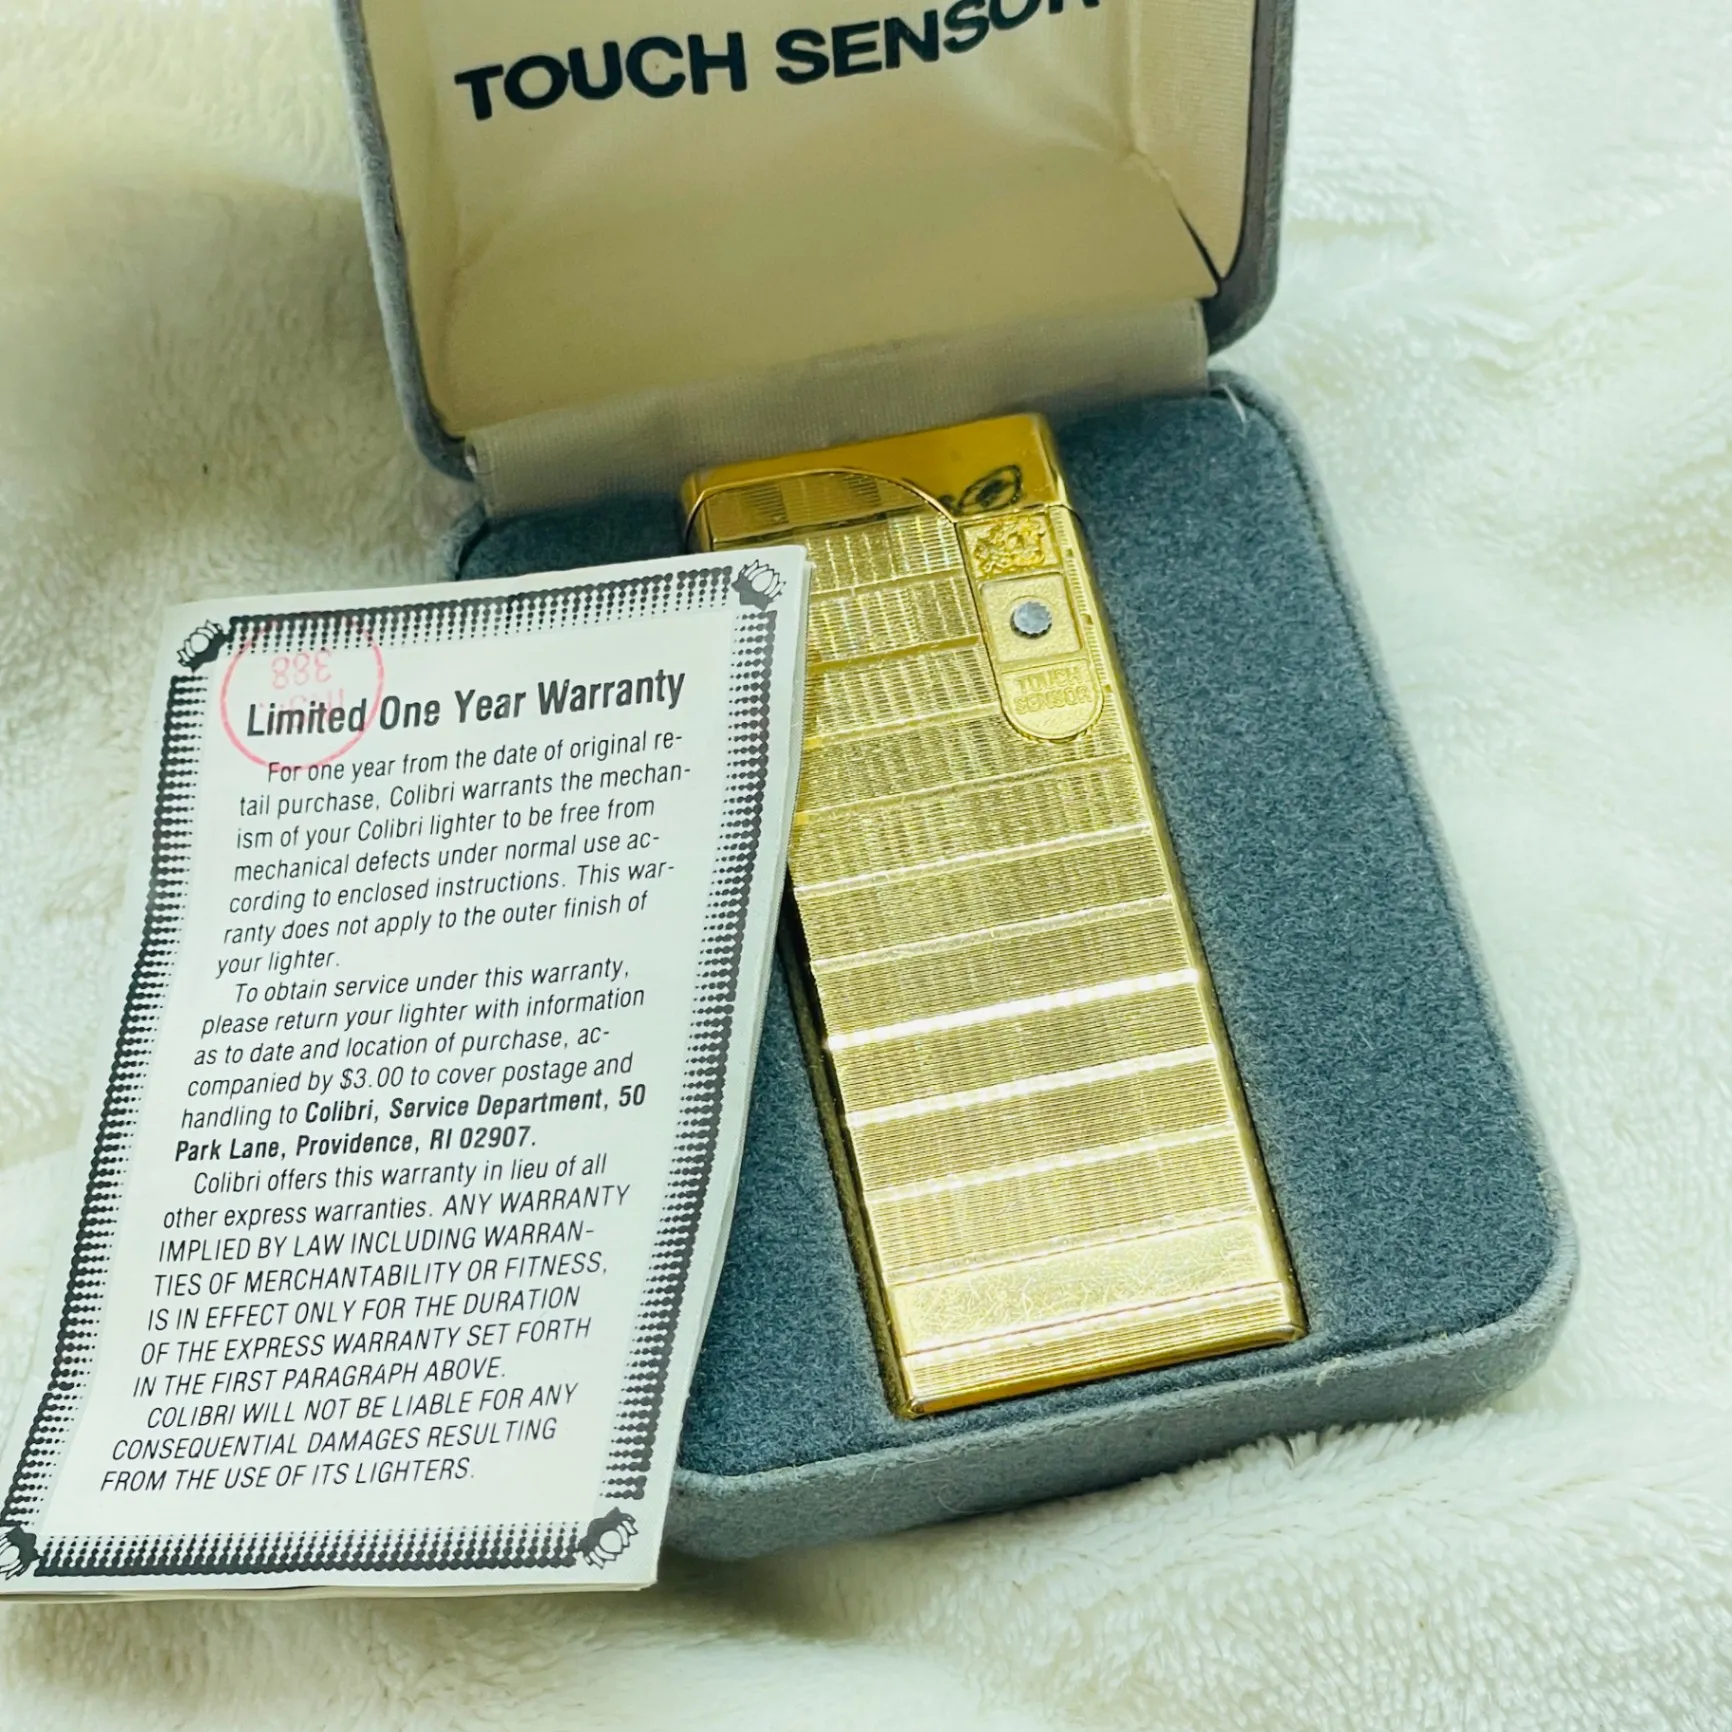 TOUCH SENSOR
TOUCH
SENSOR
388
Limited One Year Warranty
For one year from the date of original re-
tail purchase, Colibri warrants the mechan-
ism of your Colibri lighter to be free from
mechanical defects under normal use ac-
cording to enclosed instructions. This war-
ranty does not apply to the outer finish of
your lighter.
To obtain service under this warranty,
please return your lighter with information
as to date and location of purchase, ac-
companied by $3.00 to cover postage and
handling to Colibri, Service Department, 50
Park Lane, Providence, RI 02907.
Colibri offers this warranty in lieu of all
other express warranties. ANY WARRANTY
IMPLIED BY LAW INCLUDING WARRAN-
TIES OF MERCHANTABILITY OR FITNESS,
IS IN EFFECT ONLY FOR THE DURATION
OF THE EXPRESS WARRANTY SET FORTH
IN THE FIRST PARAGRAPH ABOVE.
COLIBRI WILL NOT BE LIABLE FOR ANY
CONSEQUENTIAL DAMAGES RESULTING
FROM THE USE OF ITS LIGHTERS.